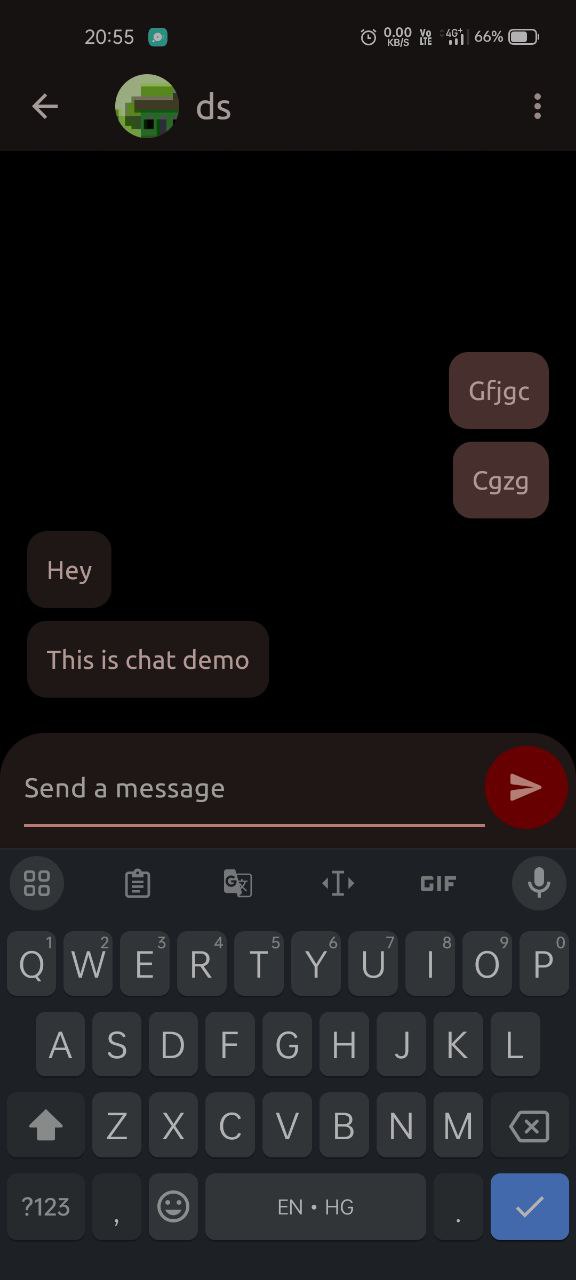 20:55 0.00 KB/S Vo LTE 4G+ 66%
ds
Gfjgc
Cgzg
Hey
This is chat demo
Send a message
GIF
1 2 3 4 5 6 7 8 9 0
Q W E R T Y U I O P
A S D F G H J K L
Z X C V B N M
?123 , EN • HG .